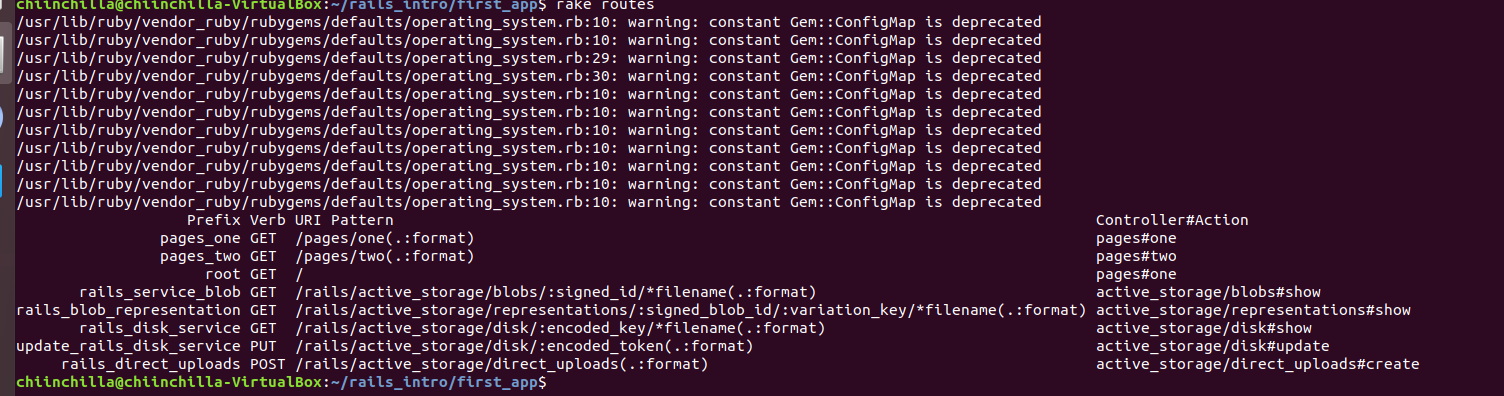 chiinchilla@chiinchilla-VirtualBox:~/rails_intro/first_app$ rake routes
/usr/lib/ruby/vendor_ruby/rubygems/defaults/operating_system.rb:10: warning: constant Gem::ConfigMap is deprecated
/usr/lib/ruby/vendor_ruby/rubygems/defaults/operating_system.rb:10: warning: constant Gem::ConfigMap is deprecated
/usr/lib/ruby/vendor_ruby/rubygems/defaults/operating_system.rb:29: warning: constant Gem::ConfigMap is deprecated
/usr/lib/ruby/vendor_ruby/rubygems/defaults/operating_system.rb:30: warning: constant Gem::ConfigMap is deprecated
/usr/lib/ruby/vendor_ruby/rubygems/defaults/operating_system.rb:10: warning: constant Gem::ConfigMap is deprecated
/usr/lib/ruby/vendor_ruby/rubygems/defaults/operating_system.rb:10: warning: constant Gem::ConfigMap is deprecated
/usr/lib/ruby/vendor_ruby/rubygems/defaults/operating_system.rb:10: warning: constant Gem::ConfigMap is deprecated
/usr/lib/ruby/vendor_ruby/rubygems/defaults/operating_system.rb:10: warning: constant Gem::ConfigMap is deprecated
/usr/lib/ruby/vendor_ruby/rubygems/defaults/operating_system.rb:10: warning: constant Gem::ConfigMap is deprecated
/usr/lib/ruby/vendor_ruby/rubygems/defaults/operating_system.rb:10: warning: constant Gem::ConfigMap is deprecated
/usr/lib/ruby/vendor_ruby/rubygems/defaults/operating_system.rb:10: warning: constant Gem::ConfigMap is deprecated
Prefix Verb URI Pattern Controller#Action
pages_one GET /pages/one(.:format) pages#one
pages_two GET /pages/two(.:format) pages#two
root GET / pages#one
rails_service_blob GET /rails/active_storage/blobs/:signed_id/*filename(.:format) active_storage/blobs#show
rails_blob_representation GET /rails/active_storage/representations/:signed_blob_id/:variation_key/*filename(.:format) active_storage/representations#show
rails_disk_service GET /rails/active_storage/disk/:encoded_key/*filename(.:format) active_storage/disk#show
update_rails_disk_service PUT /rails/active_storage/disk/:encoded_token(.:format) active_storage/disk#update
rails_direct_uploads POST /rails/active_storage/direct_uploads(.:format) active_storage/direct_uploads#create
chiinchilla@chiinchilla-VirtualBox:~/rails_intro/first_app$